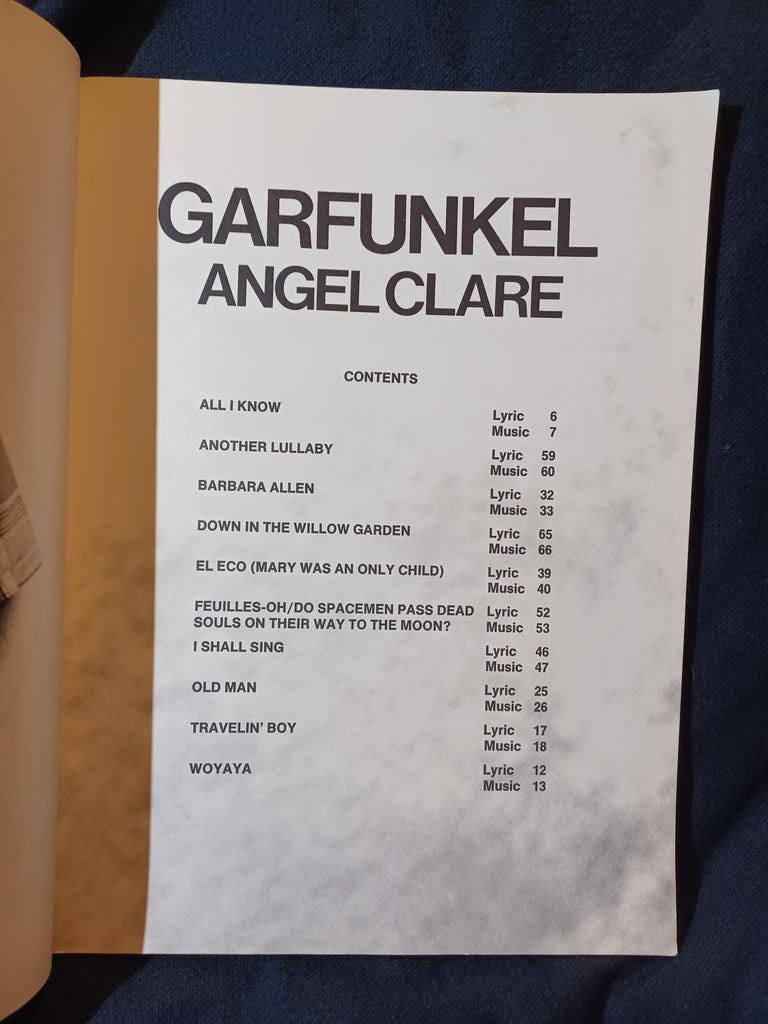 GARFUNKEL
ANGEL CLARE
CONTENTS
ALL I KNOW
Lyric 6
Music 7
ANOTHER LULLABY
Lyric 59
Music 60
BARBARA ALLEN
Lyric 32
Music 33
DOWN IN THE WILLOW GARDEN
Lyric 65
Music 66
EL ECO (MARY WAS AN ONLY CHILD)
Lyric 39
Music 40
FEUILLES-OH/DO SPACEMEN PASS DEAD Lyric 52
SOULS ON THEIR WAY TO THE MOON? Music 53
I SHALL SING
Lyric 46
Music 47
OLD MAN
Lyric 25
Music 26
TRAVELIN' BOY
Lyric 17
Music 18
WOYAYA
Lyric 12
Music 13